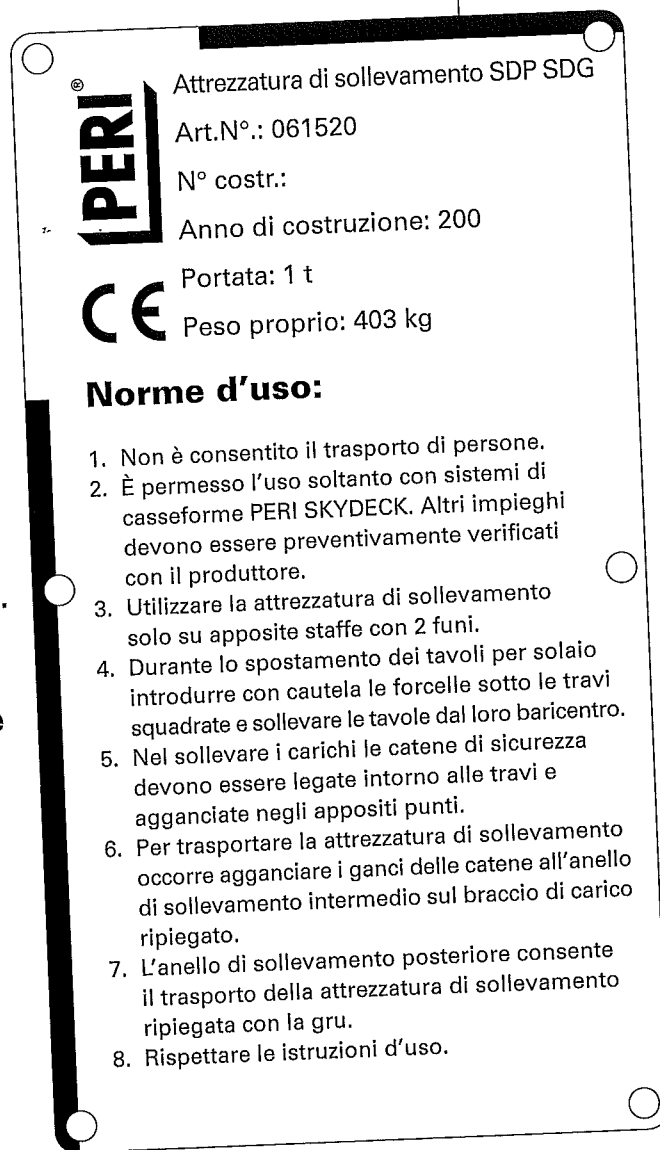 PERI®
Attrezzatura di sollevamento SDP SDG
Art.N°.: 061520
N° costr.:
Anno di costruzione: 200
Portata: 1 t
CE
Peso proprio: 403 kg
Norme d'uso:
1. Non è consentito il trasporto di persone.
2. È permesso l'uso soltanto con sistemi di
casseforme PERI SKYDECK. Altri impieghi
devono essere preventivamente verificati
con il produttore.
3. Utilizzare la attrezzatura di sollevamento
solo su apposite staffe con 2 funi.
4. Durante lo spostamento dei tavoli per solaio
introdurre con cautela le forcelle sotto le travi
squadrate e sollevare le tavole dal loro baricentro.
5. Nel sollevare i carichi le catene di sicurezza
devono essere legate intorno alle travi e
agganciate negli appositi punti.
6. Per trasportare la attrezzatura di sollevamento
occorre agganciare i ganci delle catene all'anello
di sollevamento intermedio sul braccio di carico
ripiegato.
7. L'anello di sollevamento posteriore consente
il trasporto della attrezzatura di sollevamento
ripiegata con la gru.
8. Rispettare le istruzioni d'uso.